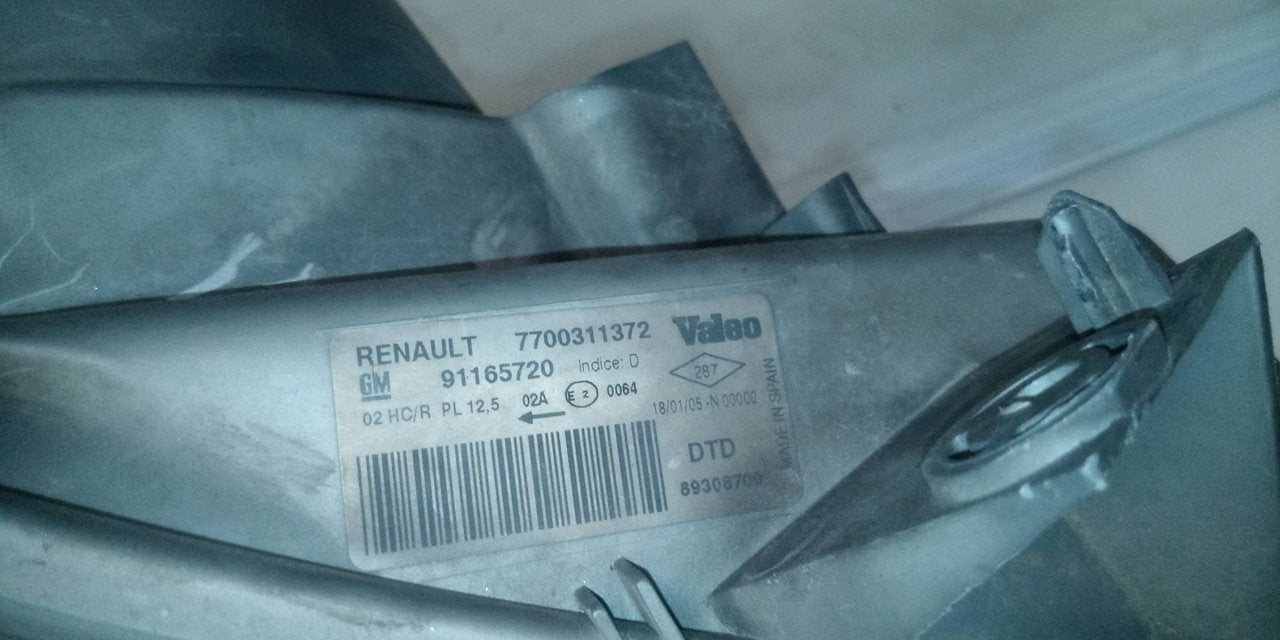 RENAULT 7700311372 Valeo
GM 91165720 Indice: D 287
02 HC/R PL 12,5 02A E 2 0064
18/01/05 -N 00000
DTD
89308700
MADE IN SPAIN